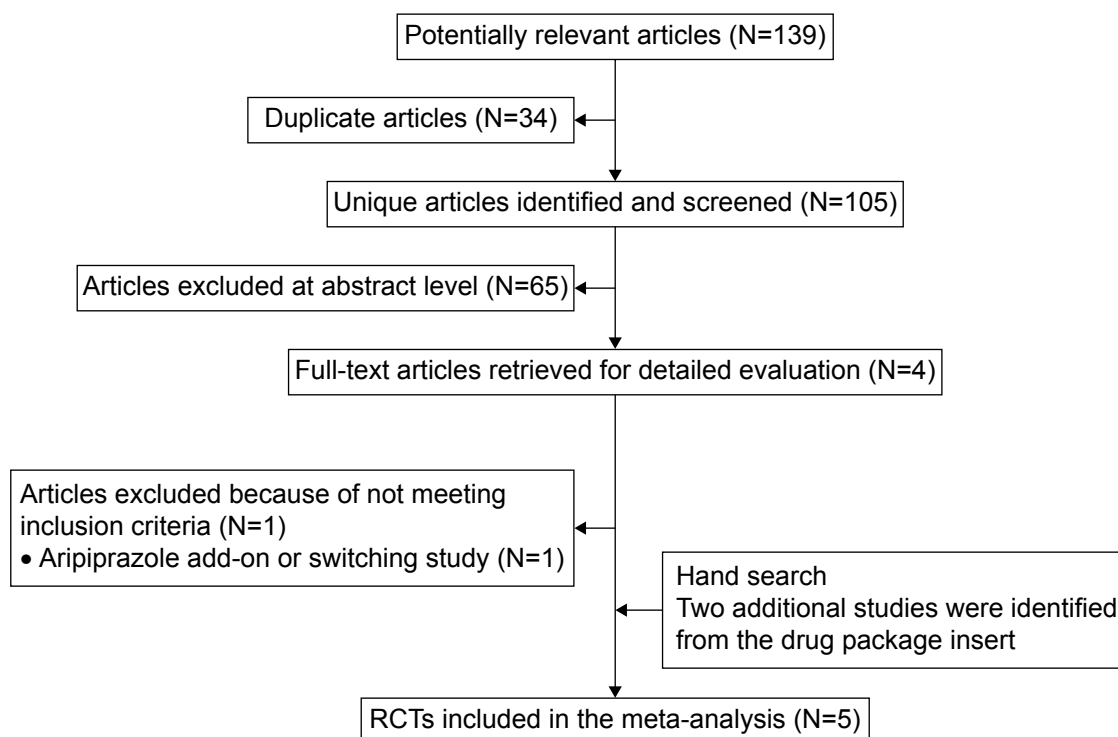 Potentially relevant articles (N=139)
Duplicate articles (N=34)
Unique articles identified and screened (N=105)
Articles excluded at abstract level (N=65)
Full-text articles retrieved for detailed evaluation (N=4)
Articles excluded because of not meeting
inclusion criteria (N=1)
• Aripiprazole add-on or switching study (N=1)
Hand search
Two additional studies were identified
from the drug package insert
RCTs included in the meta-analysis (N=5)